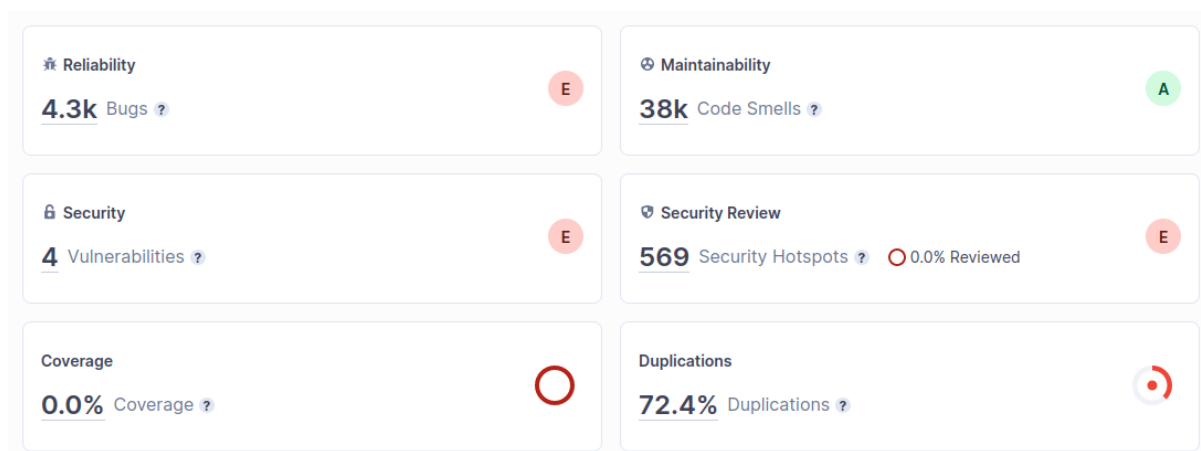 Reliability
4.3k Bugs ?
E
Maintainability
38k Code Smells ?
A
Security
4 Vulnerabilities ?
E
Security Review
569 Security Hotspots ? 0.0% Reviewed
E
Coverage
0.0% Coverage ?
Duplications
72.4% Duplications ?